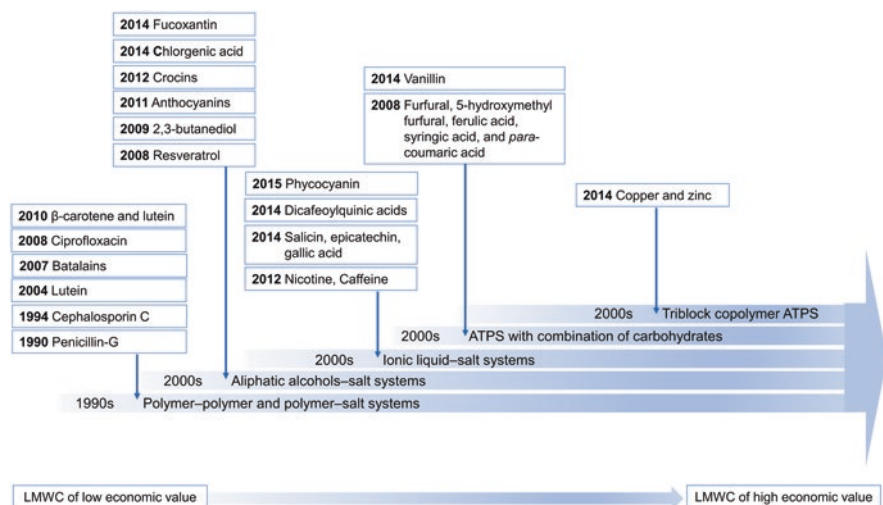 2014 Fucoxantin
2014 Chlorgenic acid
2012 Crocins
2011 Anthocyanins
2009 2,3-butanediol
2008 Resveratrol
2014 Vanillin
2008 Furfural, 5-hydroxymethyl
furfural, ferulic acid,
syringic acid, and para-
coumaric acid
2015 Phycocyanin
2014 Dicafeoylquinic acids
2014 Salicin, epicatechin,
gallic acid
2012 Nicotine, Caffeine
2014 Copper and zinc
2010 β-carotene and lutein
2008 Ciprofloxacin
2007 Batalains
2004 Lutein
1994 Cephalosporin C
1990 Penicillin-G
2000s Triblock copolymer ATPS
2000s ATPS with combination of carbohydrates
2000s Ionic liquid–salt systems
2000s Aliphatic alcohols–salt systems
1990s Polymer–polymer and polymer–salt systems
LMWC of low economic value
LMWC of high economic value